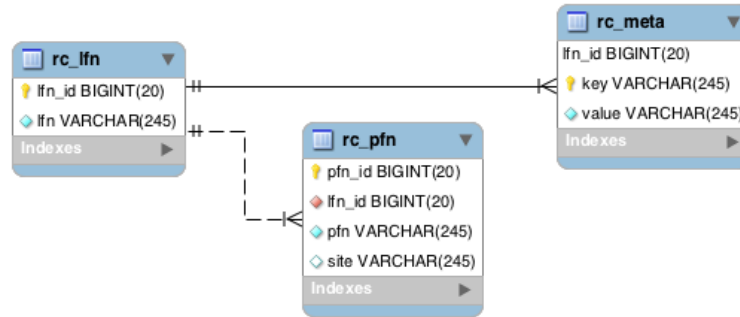 rc_lfn
lfn_id BIGINT(20)
lfn VARCHAR(245)
Indexes
rc_pfn
pfn_id BIGINT(20)
lfn_id BIGINT(20)
pfn VARCHAR(245)
site VARCHAR(245)
Indexes
rc_meta
lfn_id BIGINT(20)
key VARCHAR(245)
value VARCHAR(245)
Indexes